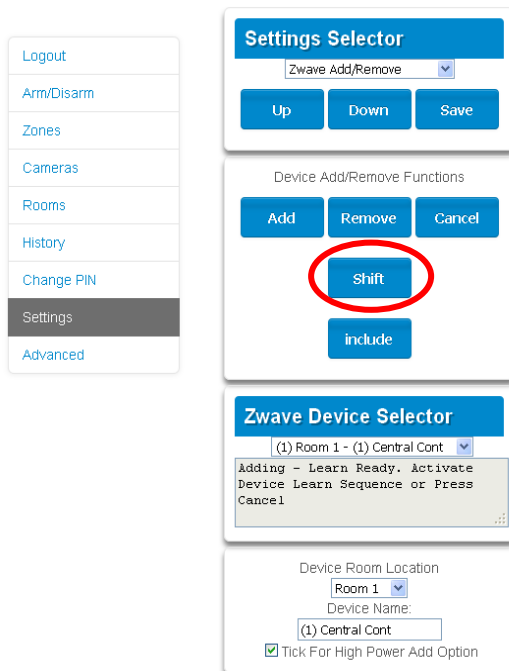 Logout
Arm/Disarm
Zones
Cameras
Rooms
History
Change PIN
Settings
Advanced
Settings Selector
Zwave Add/Remove
Up Down Save
Device Add/Remove Functions
Add Remove Cancel
Shift
include
Zwave Device Selector
(1) Room 1 - (1) Central Cont
Adding - Learn Ready. Activate
Device Learn Sequence or Press
Cancel
Device Room Location
Room 1
Device Name:
(1) Central Cont
Tick For High Power Add Option